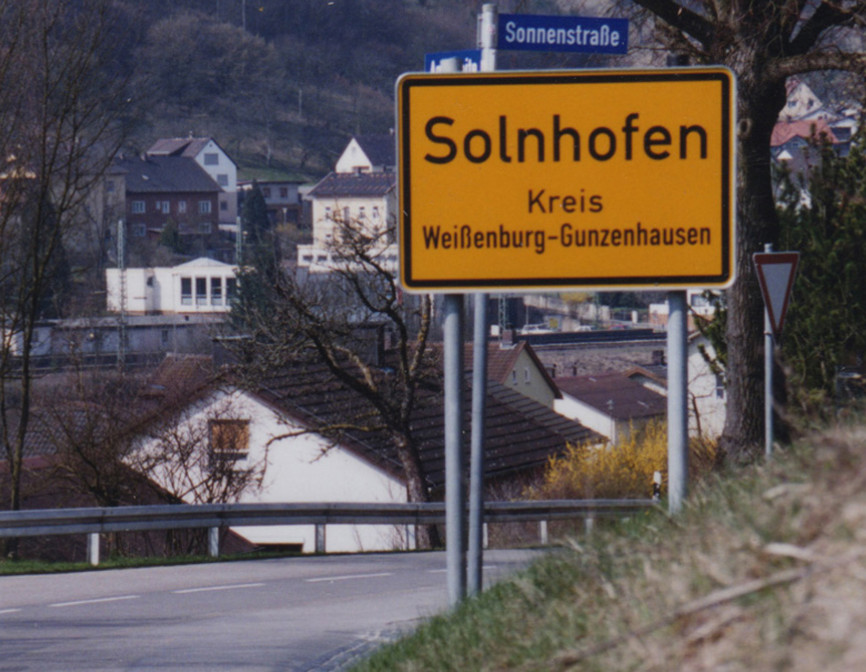 Sonnenstraße
Solnhofen
Kreis
Weißenburg-Gunzenhausen